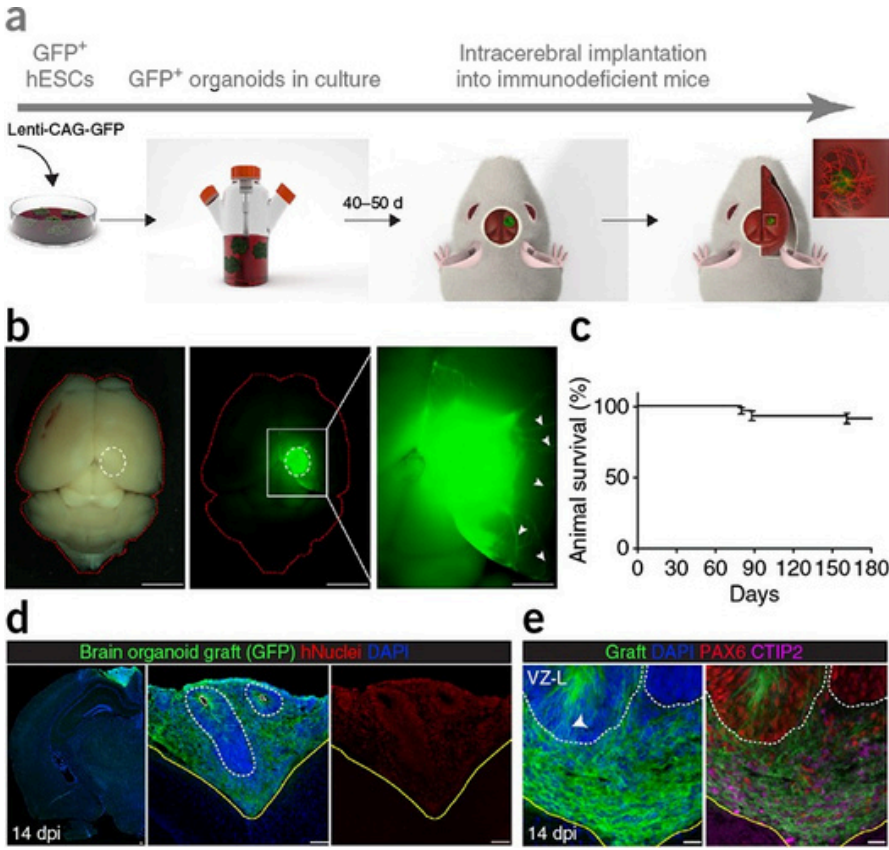 a
GFP+
hESCs
GFP+ organoids in culture
Intracerebral implantation
into immunodeficient mice
Lenti-CAG-GFP
40–50 d
b
c
Animal survival (%)
100
50
0
0 30 60 90 120 150 180
Days
d
Brain organoid graft (GFP) hNuclei DAPI
14 dpi
e
Graft DAPI PAX6 CTIP2
VZ-L
14 dpi